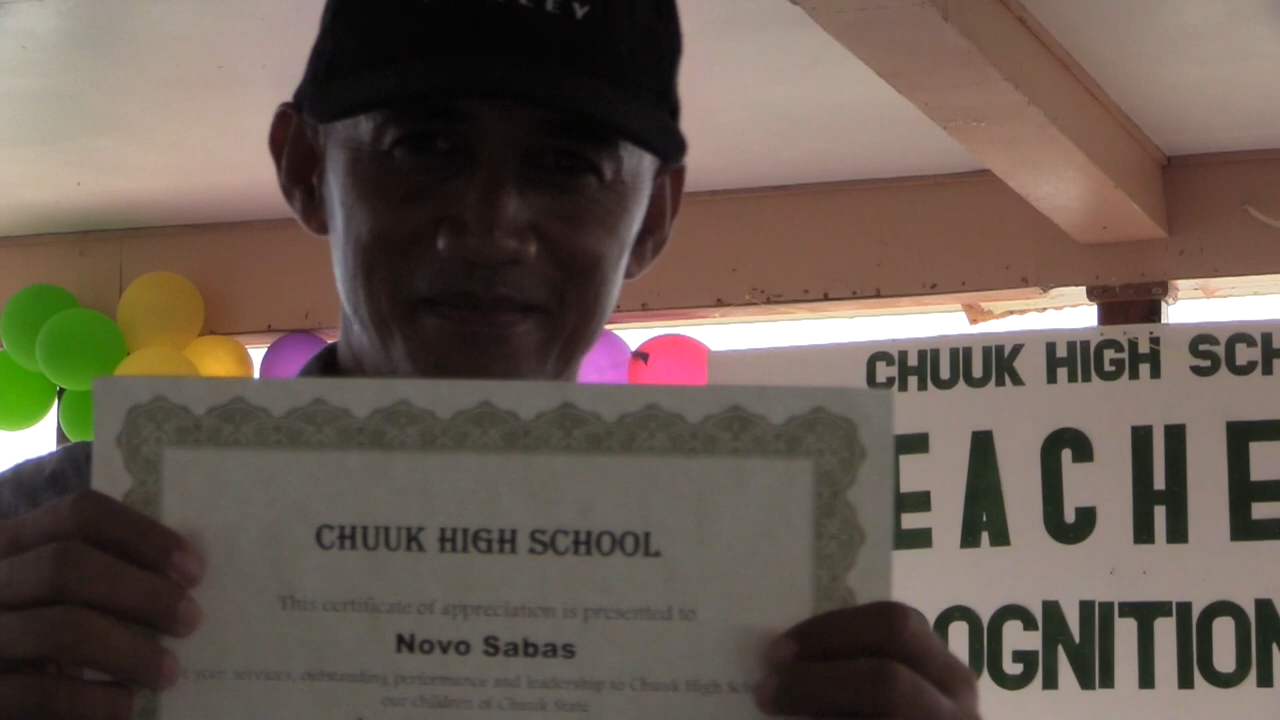 CHUUK HIGH SCH
EACHE
OGNITION
CHUUK HIGH SCHOOL
This certificate of appreciation is presented to
Novo Sabas
your services, outstanding performance and leadership to Chuuk High Sc
our children of Chuuk State